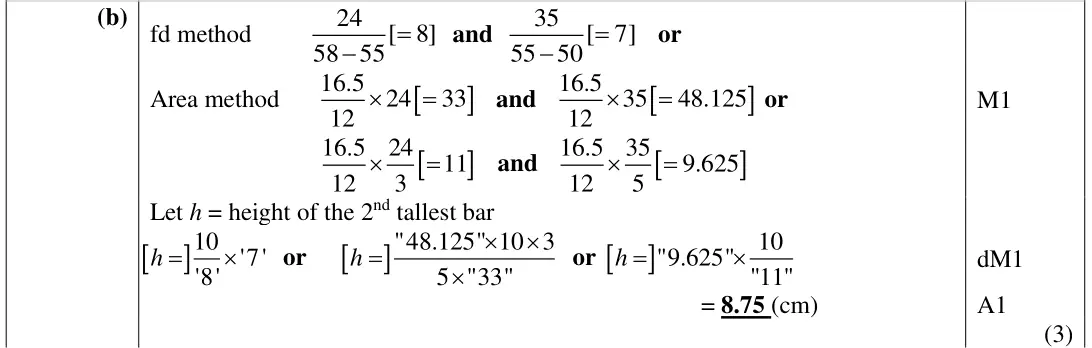 (b) fd method 24/(58−55) [= 8] and 35/(55−50) [= 7] or
Area method 16.5/12 × 24 [= 33] and 16.5/12 × 35 [= 48.125] or M1
16.5/12 × 24/3 [= 11] and 16.5/12 × 35/5 [= 9.625]
Let h = height of the 2nd tallest bar
[h =] 10/'8' × '7' or [h =] ("48.125" × 10 × 3)/(5 × "33") or [h =] "9.625" × 10/"11" dM1
= 8.75 (cm) A1
(3)